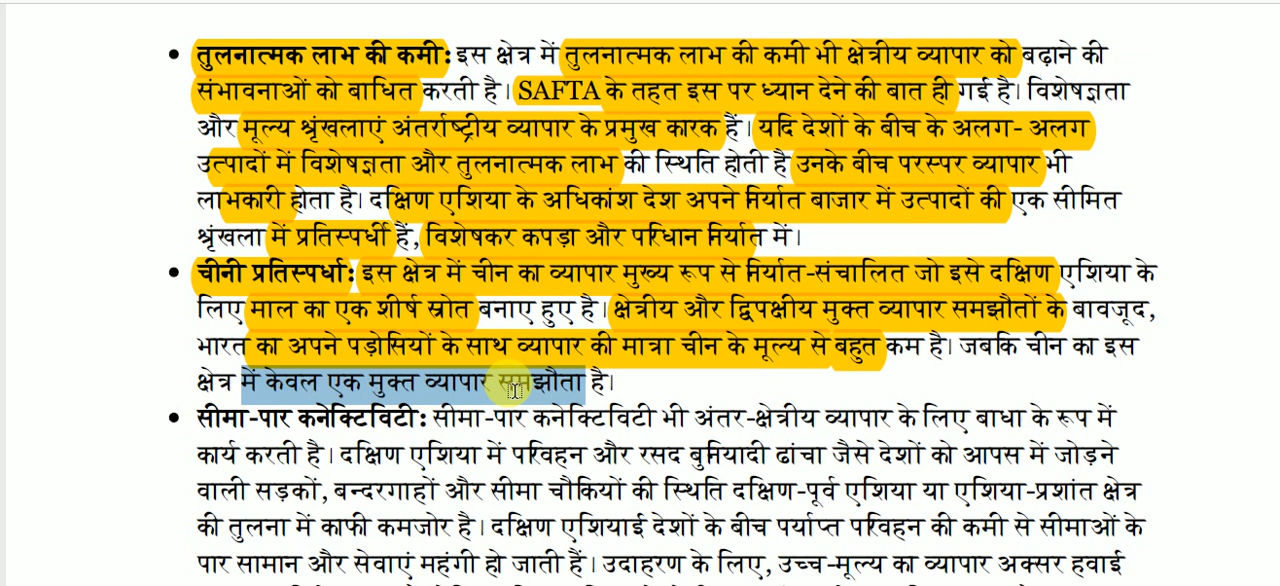 • तुलनात्मक लाभ की कमी: इस क्षेत्र में तुलनात्मक लाभ की कमी भी क्षेत्रीय व्यापार को बढ़ाने की
संभावनाओं को बाधित करती है। SAFTA के तहत इस पर ध्यान देने की बात ही गई है। विशेषज्ञता
और मूल्य श्रृंखलाएं अंतर्राष्ट्रीय व्यापार के प्रमुख कारक हैं। यदि देशों के बीच के अलग- अलग
उत्पादों में विशेषज्ञता और तुलनात्मक लाभ की स्थिति होती है उनके बीच परस्पर व्यापार भी
लाभकारी होता है। दक्षिण एशिया के अधिकांश देश अपने निर्यात बाजार में उत्पादों की एक सीमित
श्रृंखला में प्रतिस्पर्धी हैं, विशेषकर कपड़ा और परिधान निर्यात में।
• चीनी प्रतिस्पर्धा: इस क्षेत्र में चीन का व्यापार मुख्य रूप से निर्यात-संचालित जो इसे दक्षिण एशिया के
लिए माल का एक शीर्ष स्रोत बनाए हुए है। क्षेत्रीय और द्विपक्षीय मुक्त व्यापार समझौतों के बावजूद,
भारत का अपने पड़ोसियों के साथ व्यापार की मात्रा चीन के मूल्य से बहुत कम है। जबकि चीन का इस
क्षेत्र में केवल एक मुक्त व्यापार समझौता है।
• सीमा-पार कनेक्टिविटी: सीमा-पार कनेक्टिविटी भी अंतर-क्षेत्रीय व्यापार के लिए बाधा के रूप में
कार्य करती है। दक्षिण एशिया में परिवहन और रसद बुनियादी ढांचा जैसे देशों को आपस में जोड़ने
वाली सड़कों, बन्दरगाहों और सीमा चौकियों की स्थिति दक्षिण-पूर्व एशिया या एशिया-प्रशांत क्षेत्र
की तुलना में काफी कमजोर है। दक्षिण एशियाई देशों के बीच पर्याप्त परिवहन की कमी से सीमाओं के
पार सामान और सेवाएं महंगी हो जाती हैं। उदाहरण के लिए, उच्च-मूल्य का व्यापार अक्सर हवाई